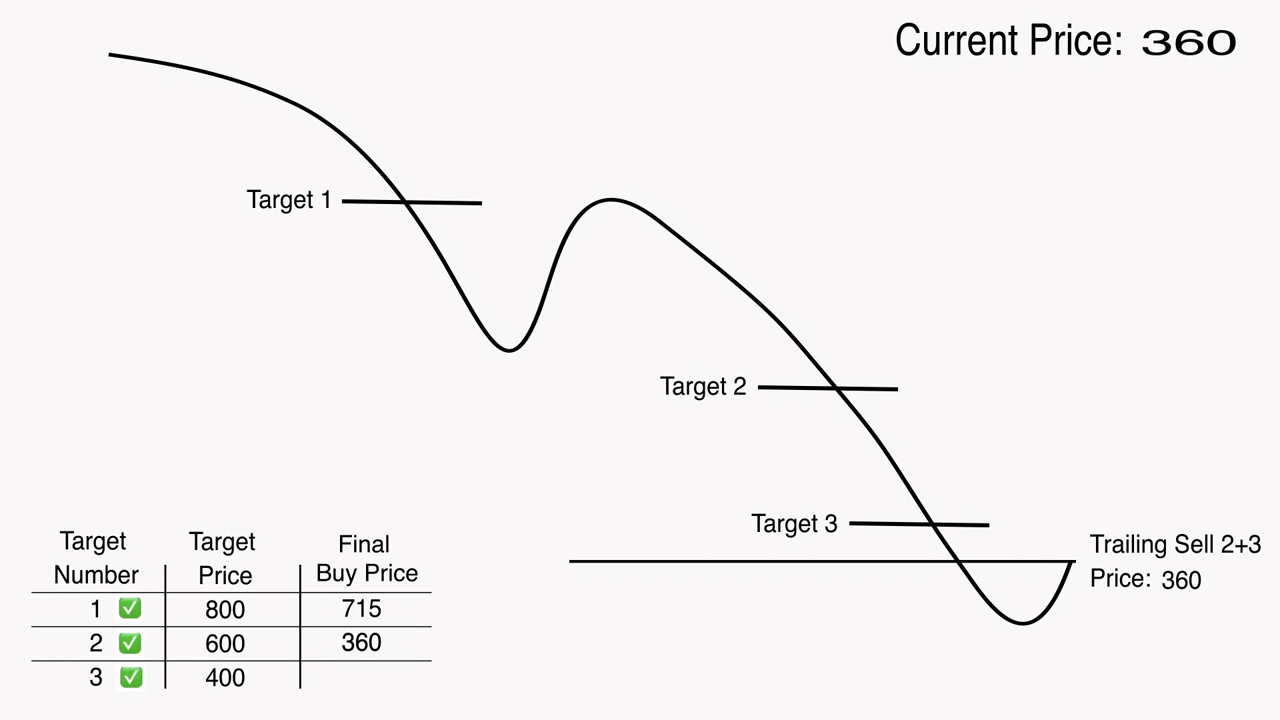 Current Price: 360
Target 1
Target 2
Target 3
Trailing Sell 2+3
Price: 360
Target Number Target Price Final Buy Price
1 ✅ 800 715
2 ✅ 600 360
3 ✅ 400